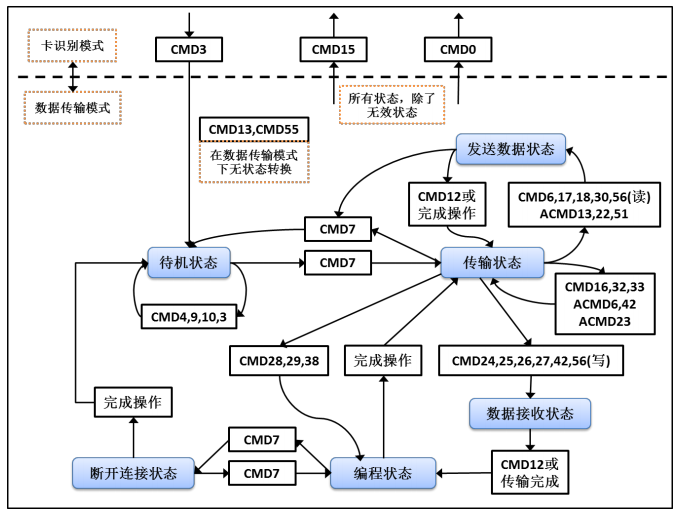 卡识别模式
CMD3
CMD15
CMD0
数据传输模式
所有状态，除了
无效状态
CMD13,CMD55
在数据传输模式
下无状态转换
发送数据状态
CMD12或
完成操作
CMD6,17,18,30,56(读)
ACMD13,22,51
CMD7
待机状态
CMD7
传输状态
CMD16,32,33
ACMD6,42
ACMD23
CMD4,9,10,3
CMD28,29,38
完成操作
CMD24,25,26,27,42,56(写)
完成操作
数据接收状态
CMD7
断开连接状态
CMD7
编程状态
CMD12或
传输完成